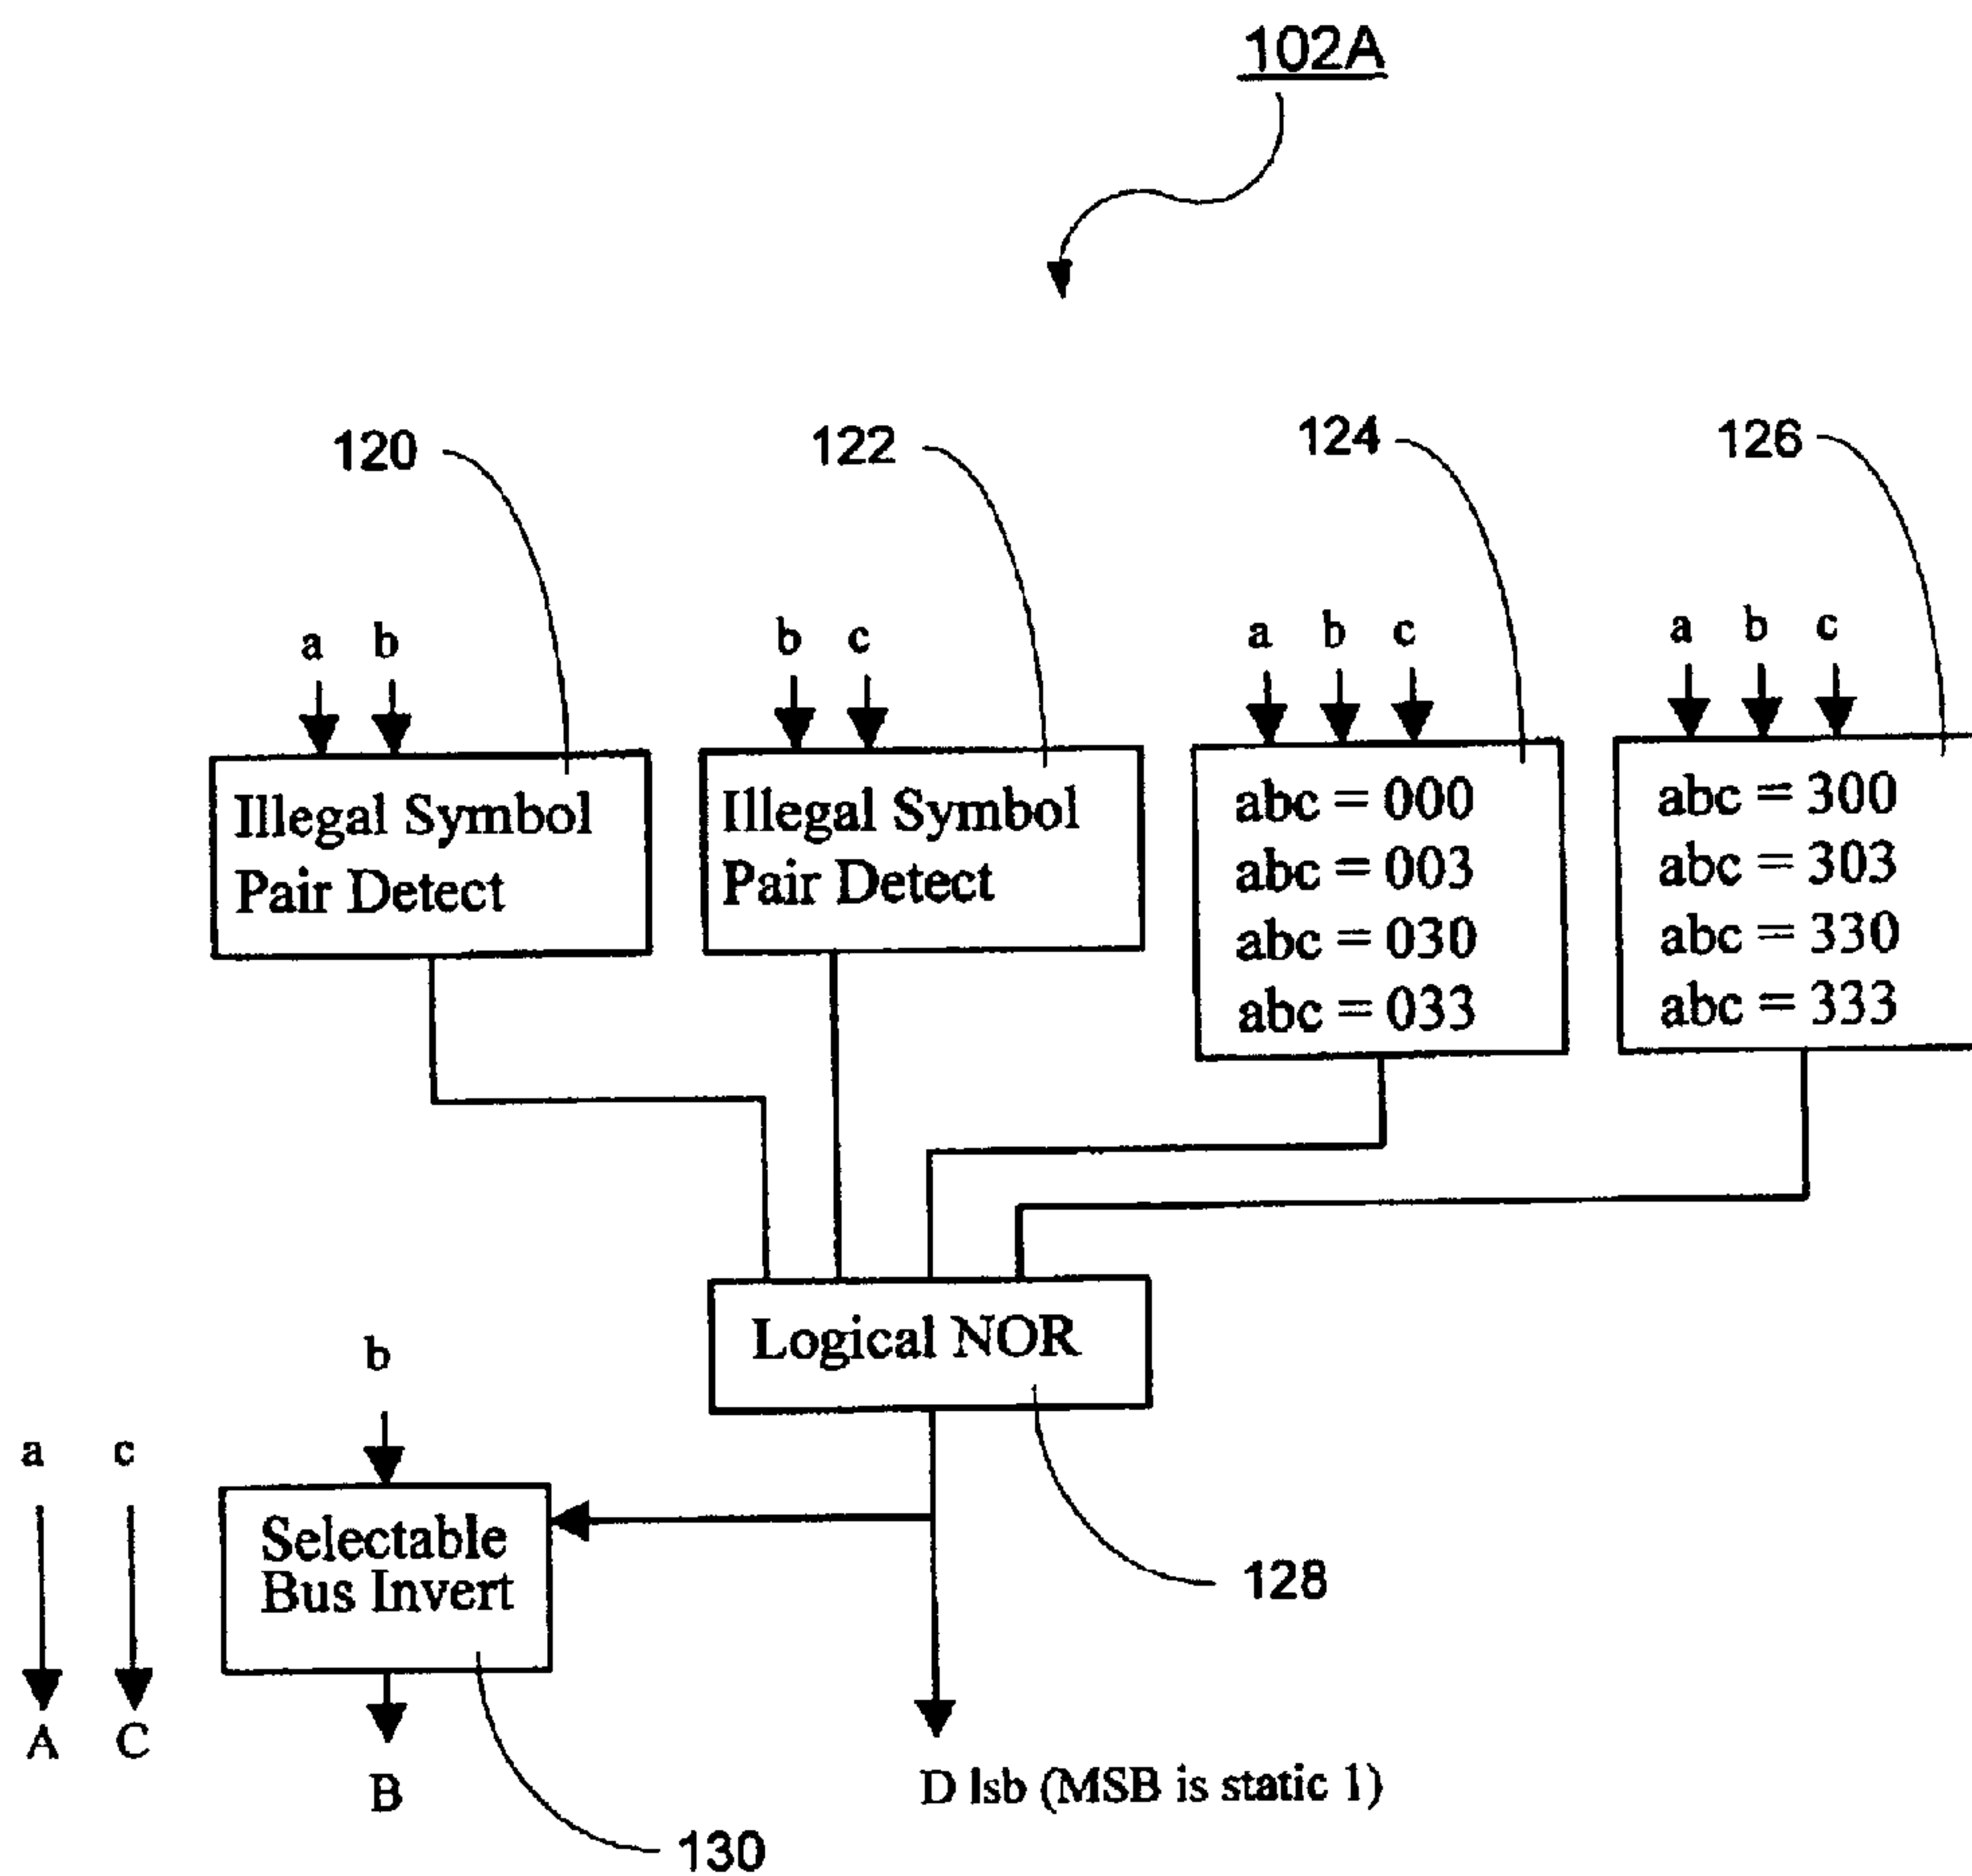 102A
120
122
124
126
a b
b c
a b c
a b c
Illegal Symbol
Pair Detect
Illegal Symbol
Pair Detect
abc = 000
abc = 003
abc = 030
abc = 033
abc = 300
abc = 303
abc = 330
abc = 333
Logical NOR
128
a
c
b
Selectable
Bus Invert
A
C
B
130
D lsb (MSB is static 1)